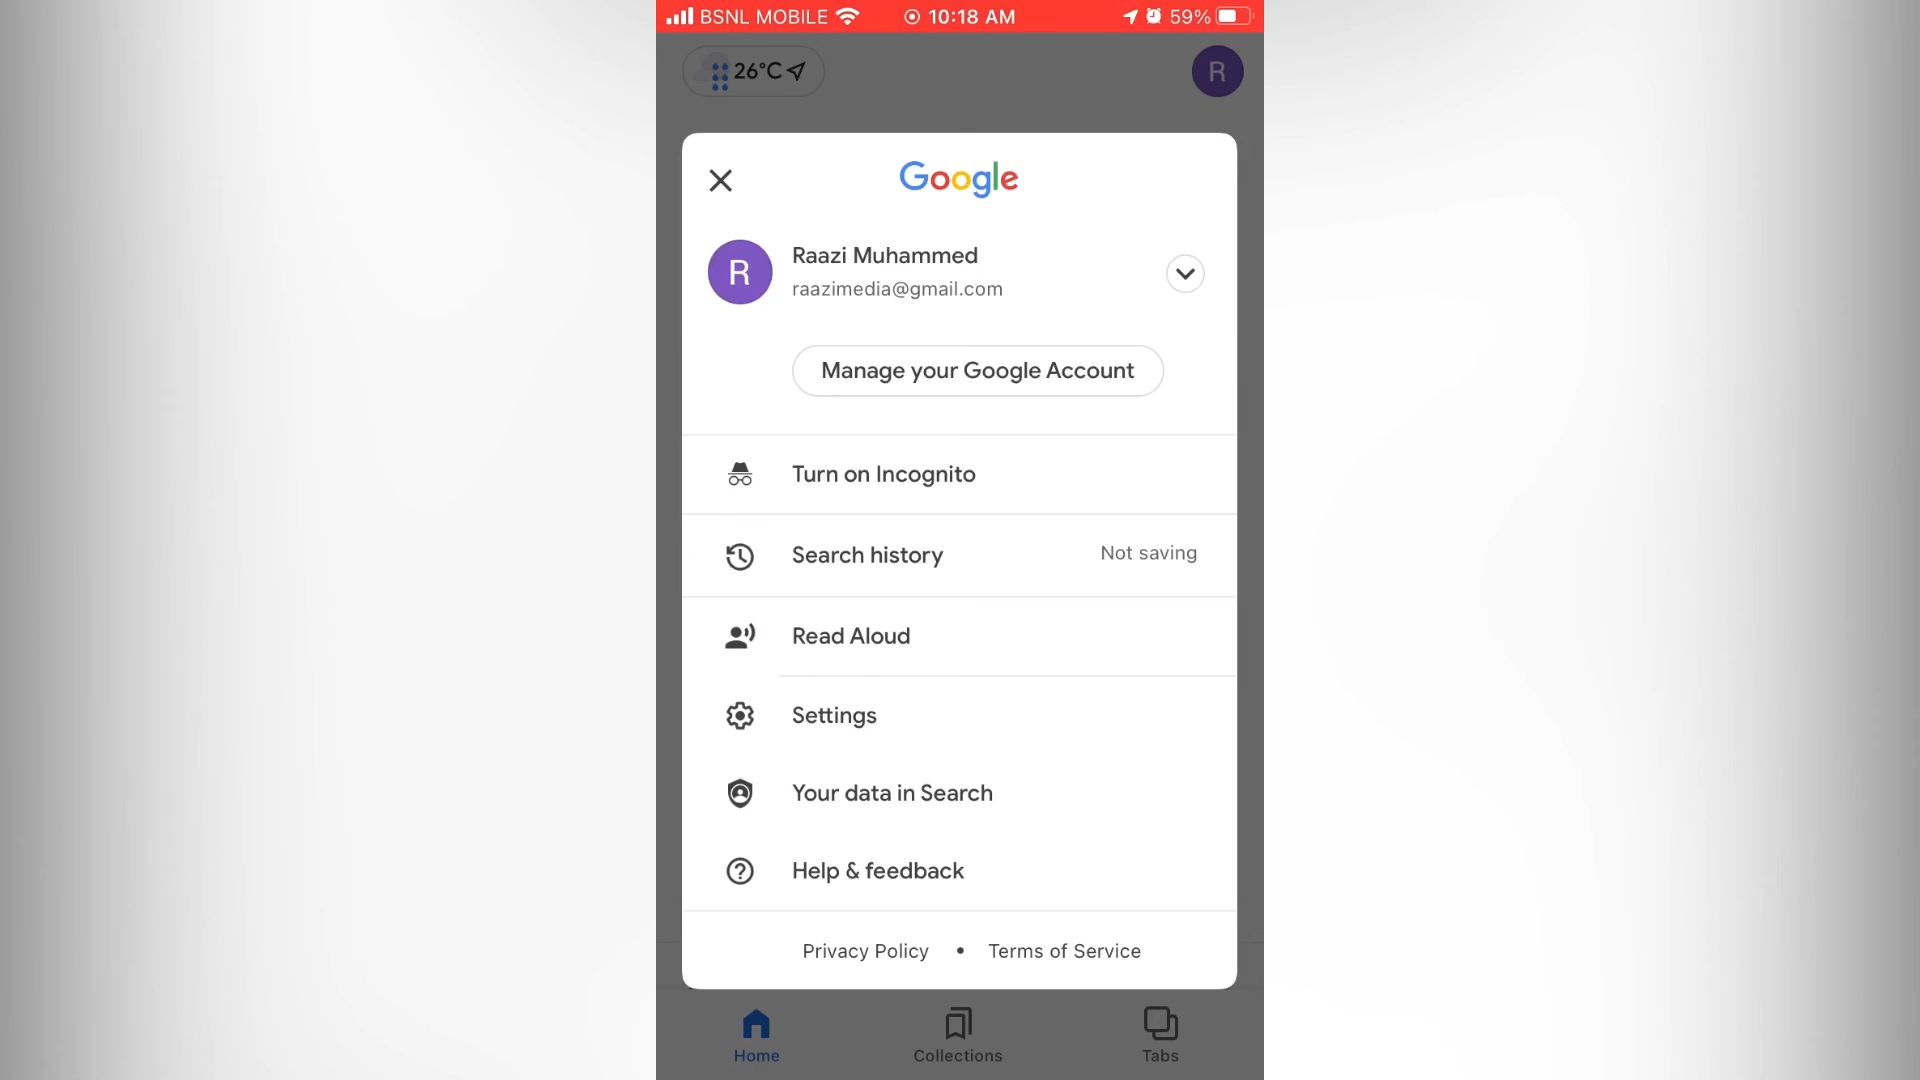 BSNL MOBILE 10:18 AM 59%
26°C R
Google
R Raazi Muhammed
raazimedia@gmail.com
Manage your Google Account
Turn on Incognito
Search history Not saving
Read Aloud
Settings
Your data in Search
Help & feedback
Privacy Policy • Terms of Service
Home Collections Tabs